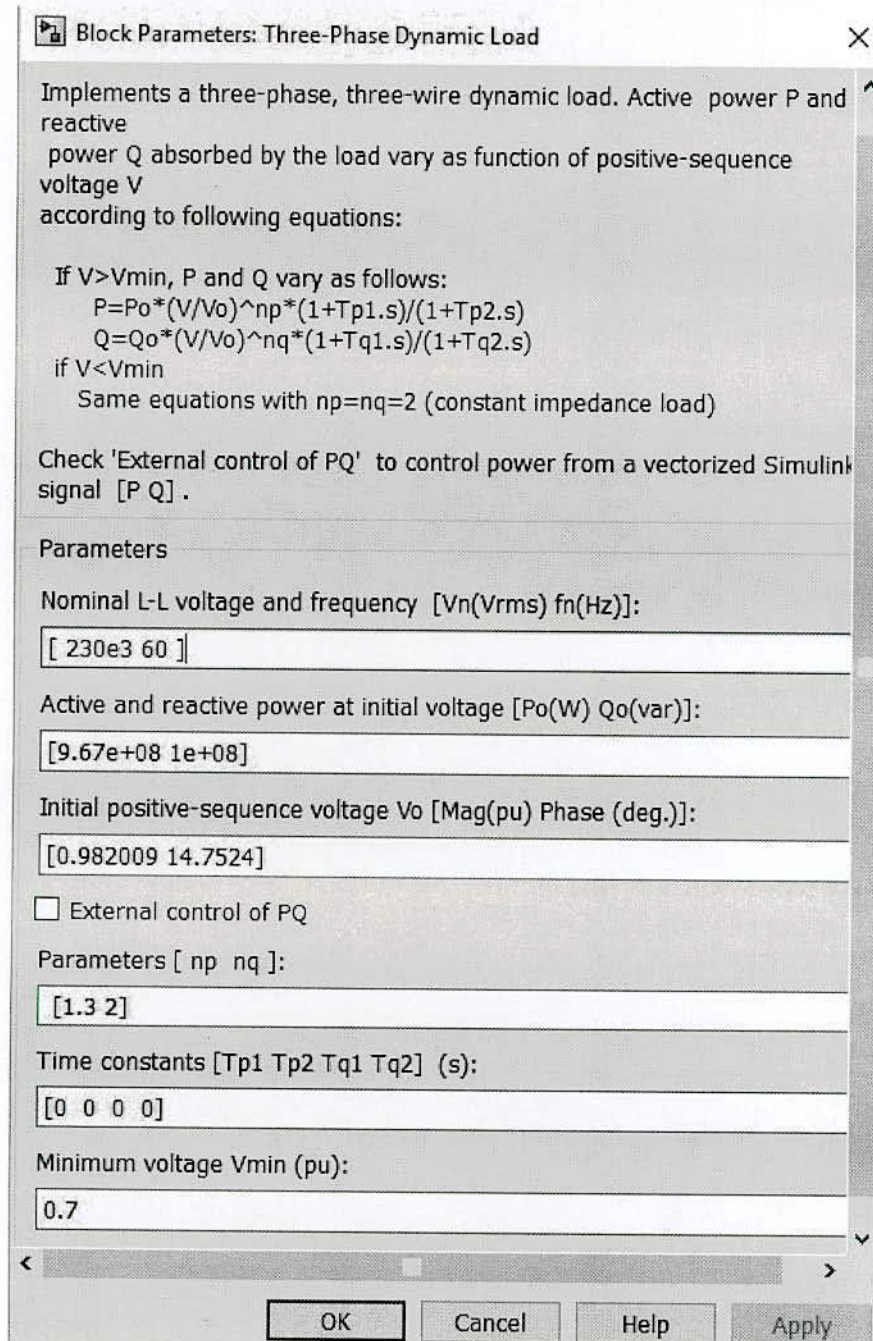 Block Parameters: Three-Phase Dynamic Load
Implements a three-phase, three-wire dynamic load. Active  power P and
reactive
power Q absorbed by the load vary as function of positive-sequence
voltage V
according to following equations:
If V>Vmin, P and Q vary as follows:
P=Po*(V/Vo)^np*(1+Tp1.s)/(1+Tp2.s)
Q=Qo*(V/Vo)^nq*(1+Tq1.s)/(1+Tq2.s)
if V<Vmin
Same equations with np=nq=2 (constant impedance load)
Check 'External control of PQ'  to control power from a vectorized Simulink
signal  [P Q] .
Parameters
Nominal L-L voltage and frequency  [Vn(Vrms) fn(Hz)]:
[ 230e3 60 ]
Active and reactive power at initial voltage [Po(W) Qo(var)]:
[9.67e+08 1e+08]
Initial positive-sequence voltage Vo [Mag(pu) Phase (deg.)]:
[0.982009 14.7524]
External control of PQ
Parameters [ np  nq ]:
[1.3 2]
Time constants [Tp1 Tp2 Tq1 Tq2]  (s):
[0  0  0  0]
Minimum voltage Vmin (pu):
0.7
OK Cancel Help Apply